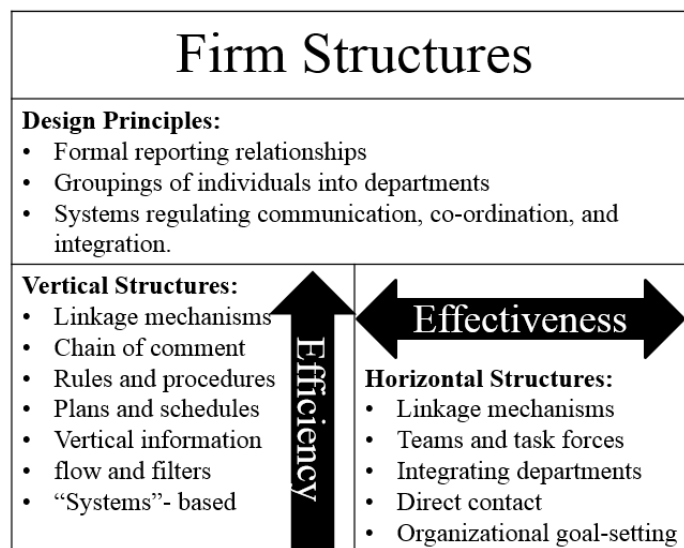 Firm Structures
Design Principles:
• Formal reporting relationships
• Groupings of individuals into departments
• Systems regulating communication, co-ordination, and
integration.
Vertical Structures:
• Linkage mechanisms
• Chain of comment
• Rules and procedures
• Plans and schedules
• Vertical information
• flow and filters
• “Systems”- based
Efficiency
Effectiveness
Horizontal Structures:
• Linkage mechanisms
• Teams and task forces
• Integrating departments
• Direct contact
• Organizational goal-setting